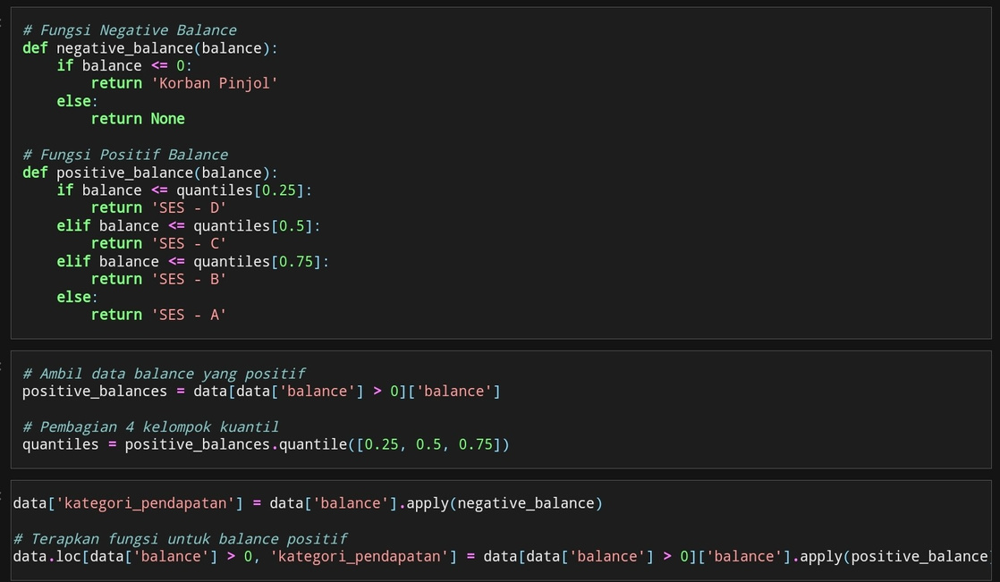 # Fungsi Negative Balance
def negative_balance(balance):
    if balance <= 0:
        return 'Korban Pinjol'
    else:
        return None

# Fungsi Positif Balance
def positive_balance(balance):
    if balance <= quantiles[0.25]:
        return 'SES - D'
    elif balance <= quantiles[0.5]:
        return 'SES - C'
    elif balance <= quantiles[0.75]:
        return 'SES - B'
    else:
        return 'SES - A'

# Ambil data balance yang positif
positive_balances = data[data['balance'] > 0]['balance']

# Pembagian 4 kelompok kuantil
quantiles = positive_balances.quantile([0.25, 0.5, 0.75])

data['kategori_pendapatan'] = data['balance'].apply(negative_balance)

# Terapkan fungsi untuk balance positif
data.loc[data['balance'] > 0, 'kategori_pendapatan'] = data[data['balance'] > 0]['balance'].apply(positive_balance